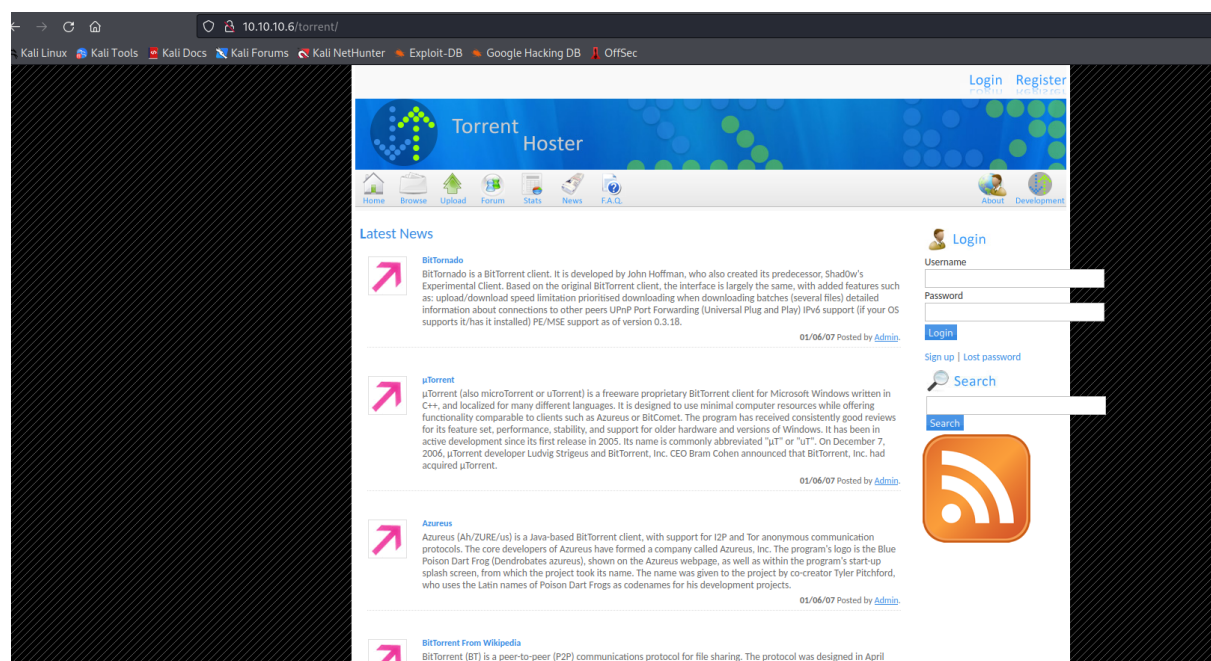 10.10.10.6/torrent/
Kali Linux Kali Tools Kali Docs Kali Forums Kali NetHunter Exploit-DB Google Hacking DB OffSec
Login Register
Torrent
Hoster
Home Browse Upload Forum Stats News F.A.Q. About Development
Latest News
BitTornado
BitTornado is a BitTorrent client. It is developed by John Hoffman, who also created its predecessor, Shad0w's
Experimental Client. Based on the original BitTorrent client, the interface is largely the same, with added features such
as: upload/download speed limitation prioritised downloading when downloading batches (several files) detailed
information about connections to other peers UPnP Port Forwarding (Universal Plug and Play) IPv6 support (if your OS
supports it/has it installed) PE/MSE support as of version 0.3.18.
01/06/07 Posted by Admin.
µTorrent
µTorrent (also microTorrent or uTorrent) is a freeware proprietary BitTorrent client for Microsoft Windows written in
C++, and localized for many different languages. It is designed to use minimal computer resources while offering
functionality comparable to clients such as Azureus or BitComet. The program has received consistently good reviews
for its feature set, performance, stability, and support for older hardware and versions of Windows. It has been in
active development since its first release in 2005. Its name is commonly abbreviated "µT" or "uT". On December 7,
2006, µTorrent developer Ludvig Strigeus and BitTorrent, Inc. CEO Bram Cohen announced that BitTorrent, Inc. had
acquired µTorrent.
01/06/07 Posted by Admin.
Azureus
Azureus (Ah/ZURE/us) is a Java-based BitTorrent client, with support for I2P and Tor anonymous communication
protocols. The core developers of Azureus have formed a company called Azureus, Inc. The program's logo is the Blue
Poison Dart Frog (Dendrobates azureus), shown on the Azureus webpage, as well as within the program's start-up
splash screen, from which the project took its name. The name was given to the project by co-creator Tyler Pitchford,
who uses the Latin names of Poison Dart Frogs as codenames for his development projects.
01/06/07 Posted by Admin.
BitTorrent From Wikipedia
BitTorrent (BT) is a peer-to-peer (P2P) communications protocol for file sharing. The protocol was designed in April
Login
Username
Password
Login
Sign up | Lost password
Search
Search